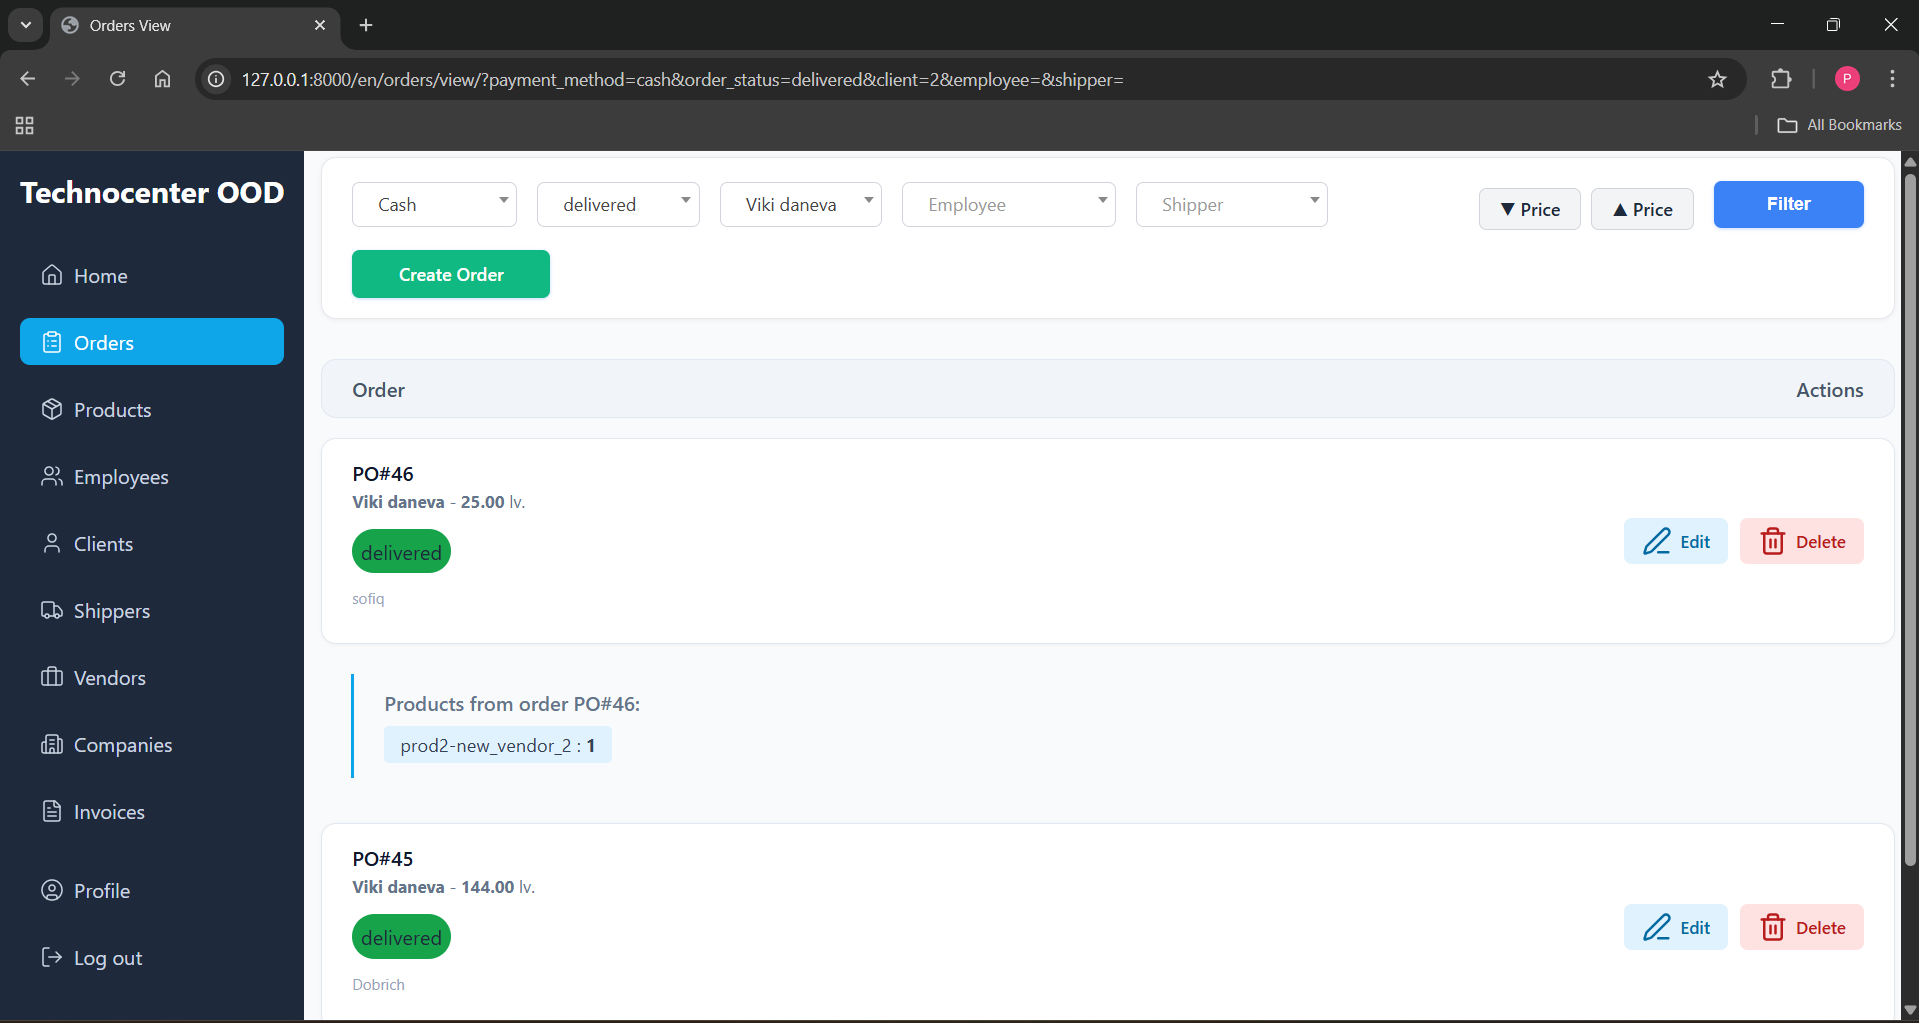 Orders View
127.0.0.1:8000/en/orders/view/?payment_method=cash&order_status=delivered&client=2&employee=&shipper=
P
All Bookmarks
Technocenter OOD
Home
Orders
Products
Employees
Clients
Shippers
Vendors
Companies
Invoices
Profile
Log out
Cash
delivered
Viki daneva
Employee
Shipper
▼ Price
▲ Price
Filter
Create Order
Order
Actions
PO#46
Viki daneva - 25.00 lv.
delivered
sofiq
Edit
Delete
Products from order PO#46:
prod2-new_vendor_2 : 1
PO#45
Viki daneva - 144.00 lv.
delivered
Dobrich
Edit
Delete